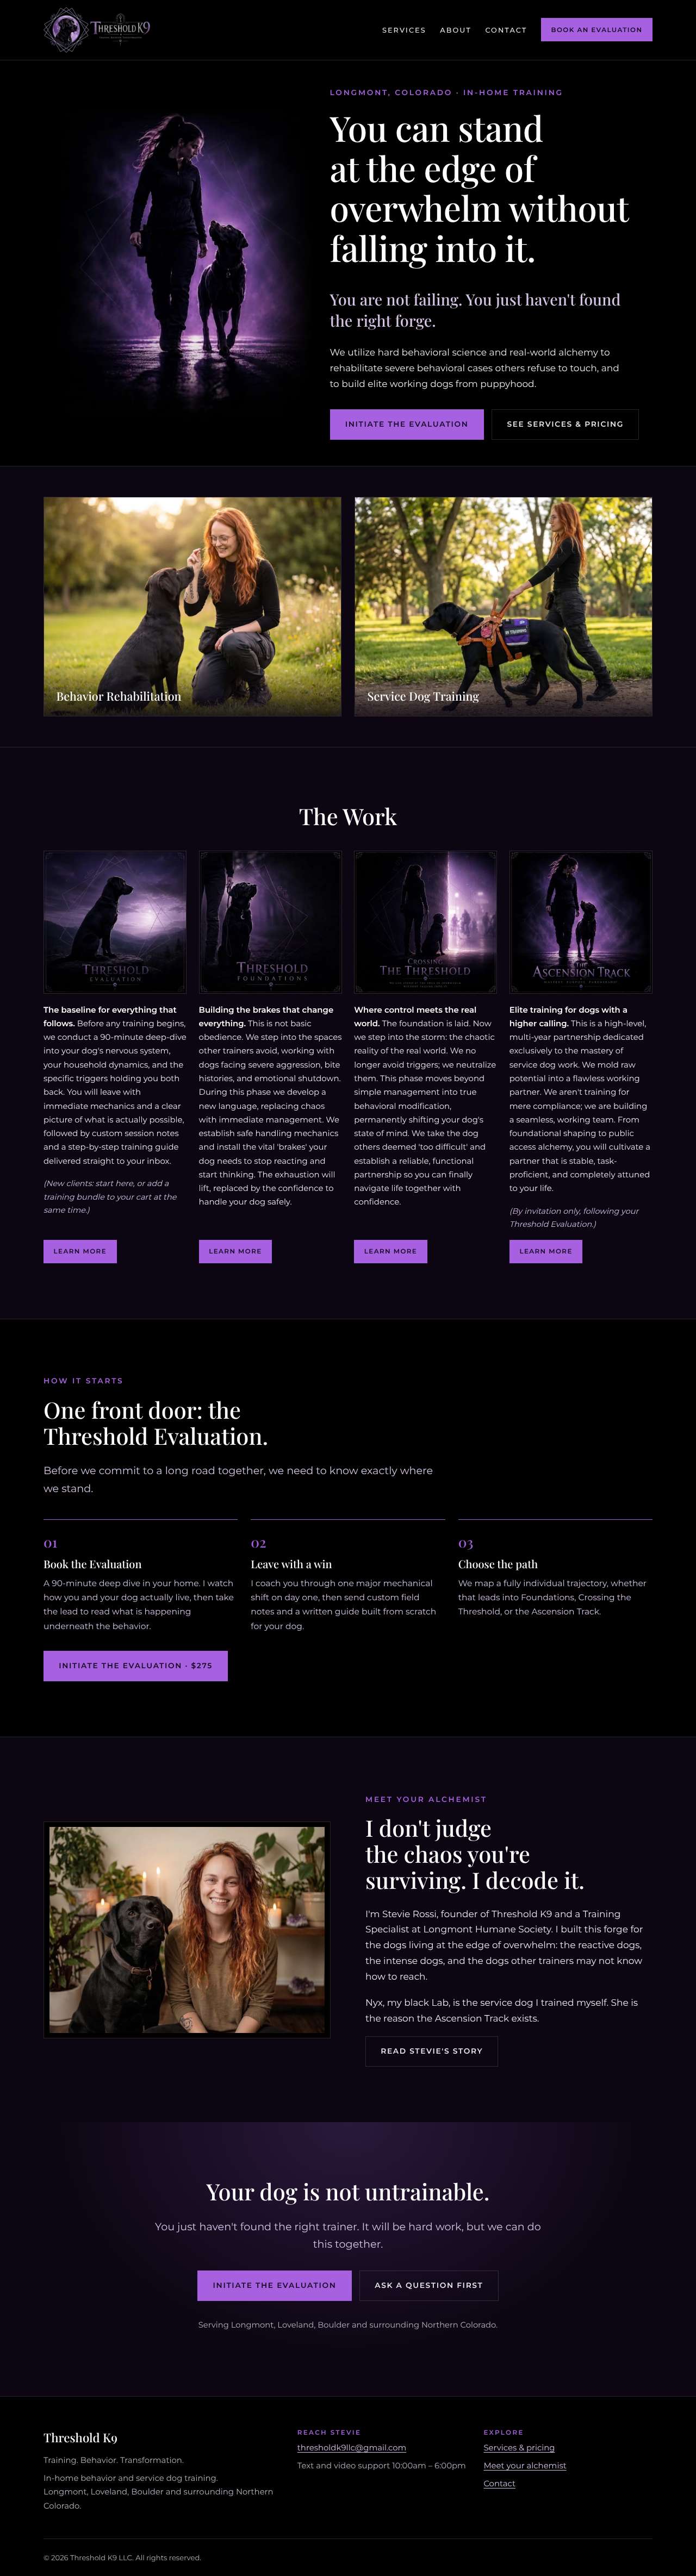 THRESHOLD K9
SERVICES
ABOUT
CONTACT
BOOK AN EVALUATION
LONGMONT, COLORADO · IN-HOME TRAINING
You can stand
at the edge of
overwhelm without
falling into it.
You are not failing. You just haven't found
the right forge.
We utilize hard behavioral science and real-world alchemy to
rehabilitate severe behavioral cases others refuse to touch, and
to build elite working dogs from puppyhood.
INITIATE THE EVALUATION
SEE SERVICES & PRICING
IN TRAINING
Behavior Rehabilitation
Service Dog Training
The Work
THRESHOLD
EVALUATION
The baseline for everything that
follows. Before any training begins,
we conduct a 90-minute deep-dive
into your dog's nervous system,
your household dynamics, and the
specific triggers holding you both
back. You will leave with
immediate mechanics and a clear
picture of what is actually possible,
followed by custom session notes
and a step-by-step training guide
delivered straight to your inbox.
(New clients: start here, or add a
training bundle to your cart at the
same time.)
LEARN MORE
THRESHOLD
FOUNDATIONS
Building the brakes that change
everything. This is not basic
obedience. We step into the spaces
other trainers avoid, working with
dogs facing severe aggression, bite
histories, and emotional shutdown.
During this phase we develop a
new language, replacing chaos
with immediate management. We
establish safe handling mechanics
and install the vital 'brakes' your
dog needs to stop reacting and
start thinking. The exhaustion will
lift, replaced by the confidence to
handle your dog safely.
LEARN MORE
CROSSING
THE THRESHOLD
Where control meets the real
world. The foundation is laid. Now
we step into the storm: the chaotic
reality of the real world. We no
longer avoid triggers; we neutralize
them. This phase moves beyond
simple management into true
behavioral modification,
permanently shifting your dog's
state of mind. We take the dog
others deemed 'too difficult' and
establish a reliable, functional
partnership so you can finally
navigate life together with
confidence.
LEARN MORE
THE
ASCENSION TRACK
Elite training for dogs with a
higher calling. This is a high-level,
multi-year partnership dedicated
exclusively to the mastery of
service dog work. We mold raw
potential into a flawless working
partner. We aren't training for
mere compliance; we are building
a seamless, working team. From
foundational shaping to public
access alchemy, you will cultivate a
partner that is stable, task-
proficient, and completely attuned
to your life.
(By invitation only, following your
Threshold Evaluation.)
LEARN MORE
HOW IT STARTS
One front door: the
Threshold Evaluation.
Before we commit to a long road together, we need to know exactly where
we stand.
01
Book the Evaluation
A 90-minute deep dive in your home. I watch
how you and your dog actually live, then take
the lead to read what is happening
underneath the behavior.
02
Leave with a win
I coach you through one major mechanical
shift on day one, then send custom field
notes and a written guide built from scratch
for your dog.
03
Choose the path
We map a fully individual trajectory, whether
that leads into Foundations, Crossing the
Threshold, or the Ascension Track.
INITIATE THE EVALUATION · $275
MEET YOUR ALCHEMIST
I don't judge
the chaos you're
surviving. I decode it.
I'm Stevie Rossi, founder of Threshold K9 and a Training
Specialist at Longmont Humane Society. I built this forge for
the dogs living at the edge of overwhelm: the reactive dogs,
the intense dogs, and the dogs other trainers may not know
how to reach.
Nyx, my black Lab, is the service dog I trained myself. She is
the reason the Ascension Track exists.
READ STEVIE'S STORY
Your dog is not untrainable.
You just haven't found the right trainer. It will be hard work, but we can do
this together.
INITIATE THE EVALUATION
ASK A QUESTION FIRST
Serving Longmont, Loveland, Boulder and surrounding Northern Colorado.
Threshold K9
Training. Behavior. Transformation.
In-home behavior and service dog training.
Longmont, Loveland, Boulder and surrounding Northern
Colorado.
REACH STEVIE
thresholdk9llc@gmail.com
Text and video support 10:00am – 6:00pm
EXPLORE
Services & pricing
Meet your alchemist
Contact
© 2026 Threshold K9 LLC. All rights reserved.